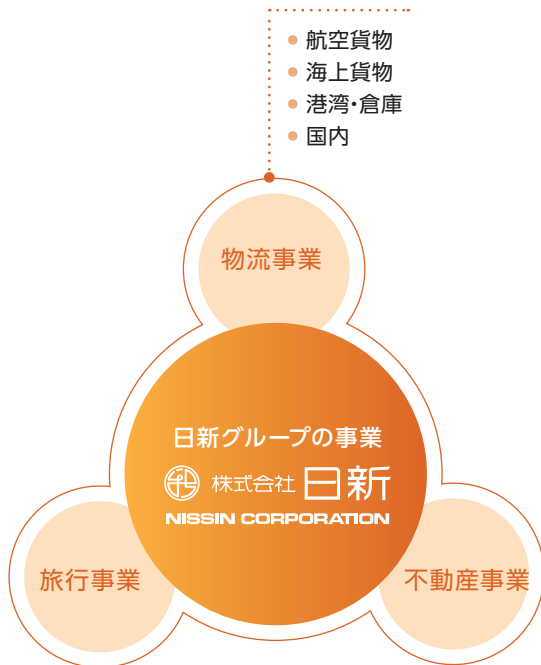 航空貨物
海上貨物
港湾・倉庫
国内
物流事業
日新グループの事業
株式会社 日新
NISSIN CORPORATION
旅行事業
不動産事業